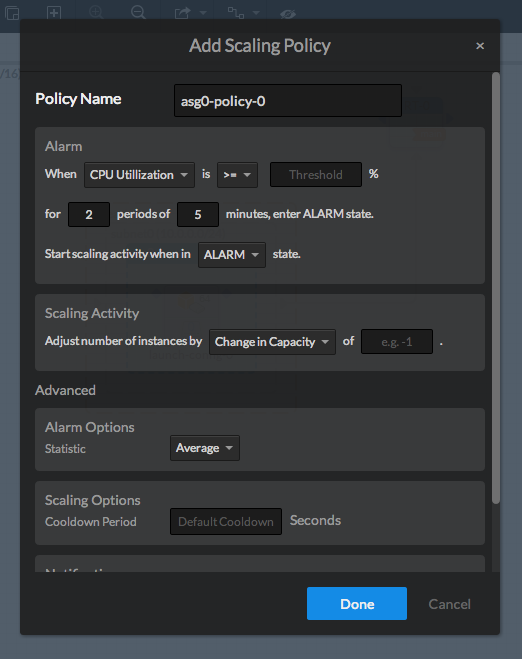 Add Scaling Policy ×
/16)
Policy Name asg0-policy-0
Alarm
When CPU Utillization is >= Threshold %
for 2 periods of 5 minutes, enter ALARM state.
Start scaling activity when in ALARM state.
Scaling Activity
Adjust number of instances by Change in Capacity of e.g. -1 .
Advanced
Alarm Options
Statistic Average
Scaling Options
Cooldown Period Default Cooldown Seconds
Done Cancel